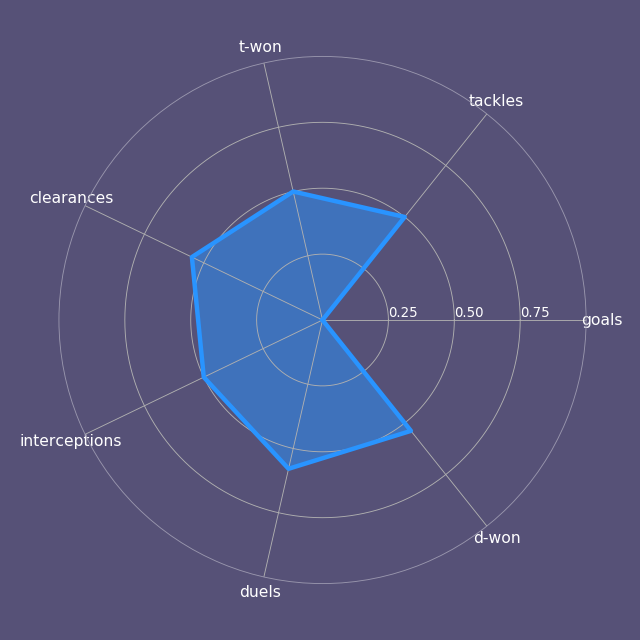 t-won
tackles
clearances
0.25 0.50 0.75 goals
interceptions
d-won
duels